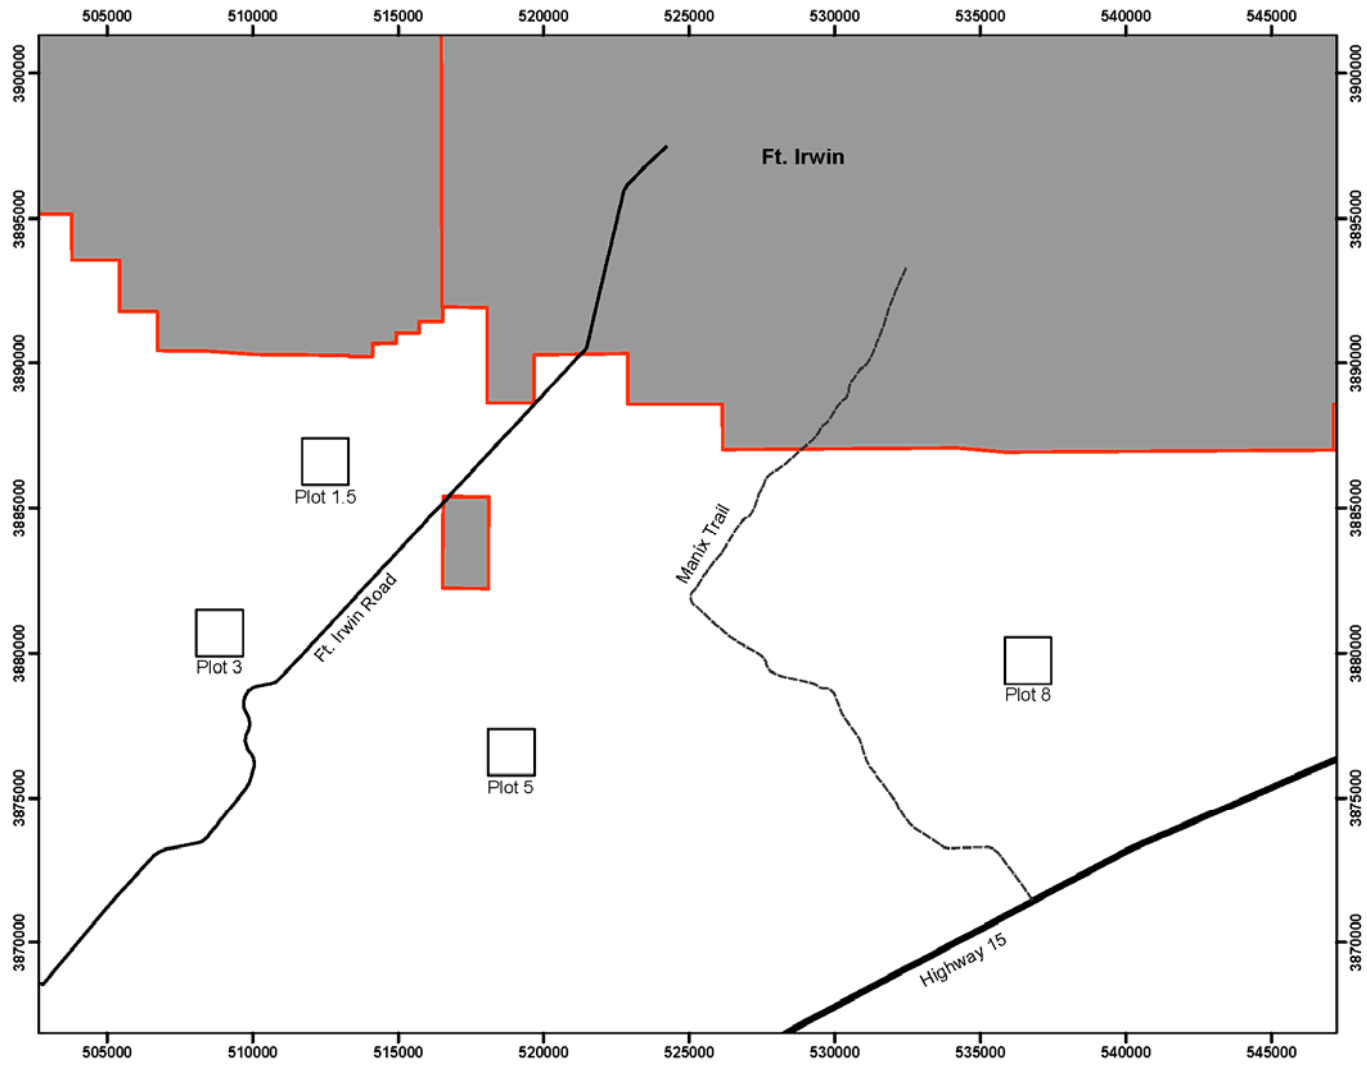 505000 510000 515000 520000 525000 530000 535000 540000 545000
3900000 3900000
Ft. Irwin
3895000 3895000
3890000 3890000
Plot 1.5
3885000 3885000
Manix Trail
Ft. Irwin Road
Plot 3
3880000 3880000
Plot 8
Plot 5
3875000 3875000
Highway 15
3870000 3870000
505000 510000 515000 520000 525000 530000 535000 540000 545000